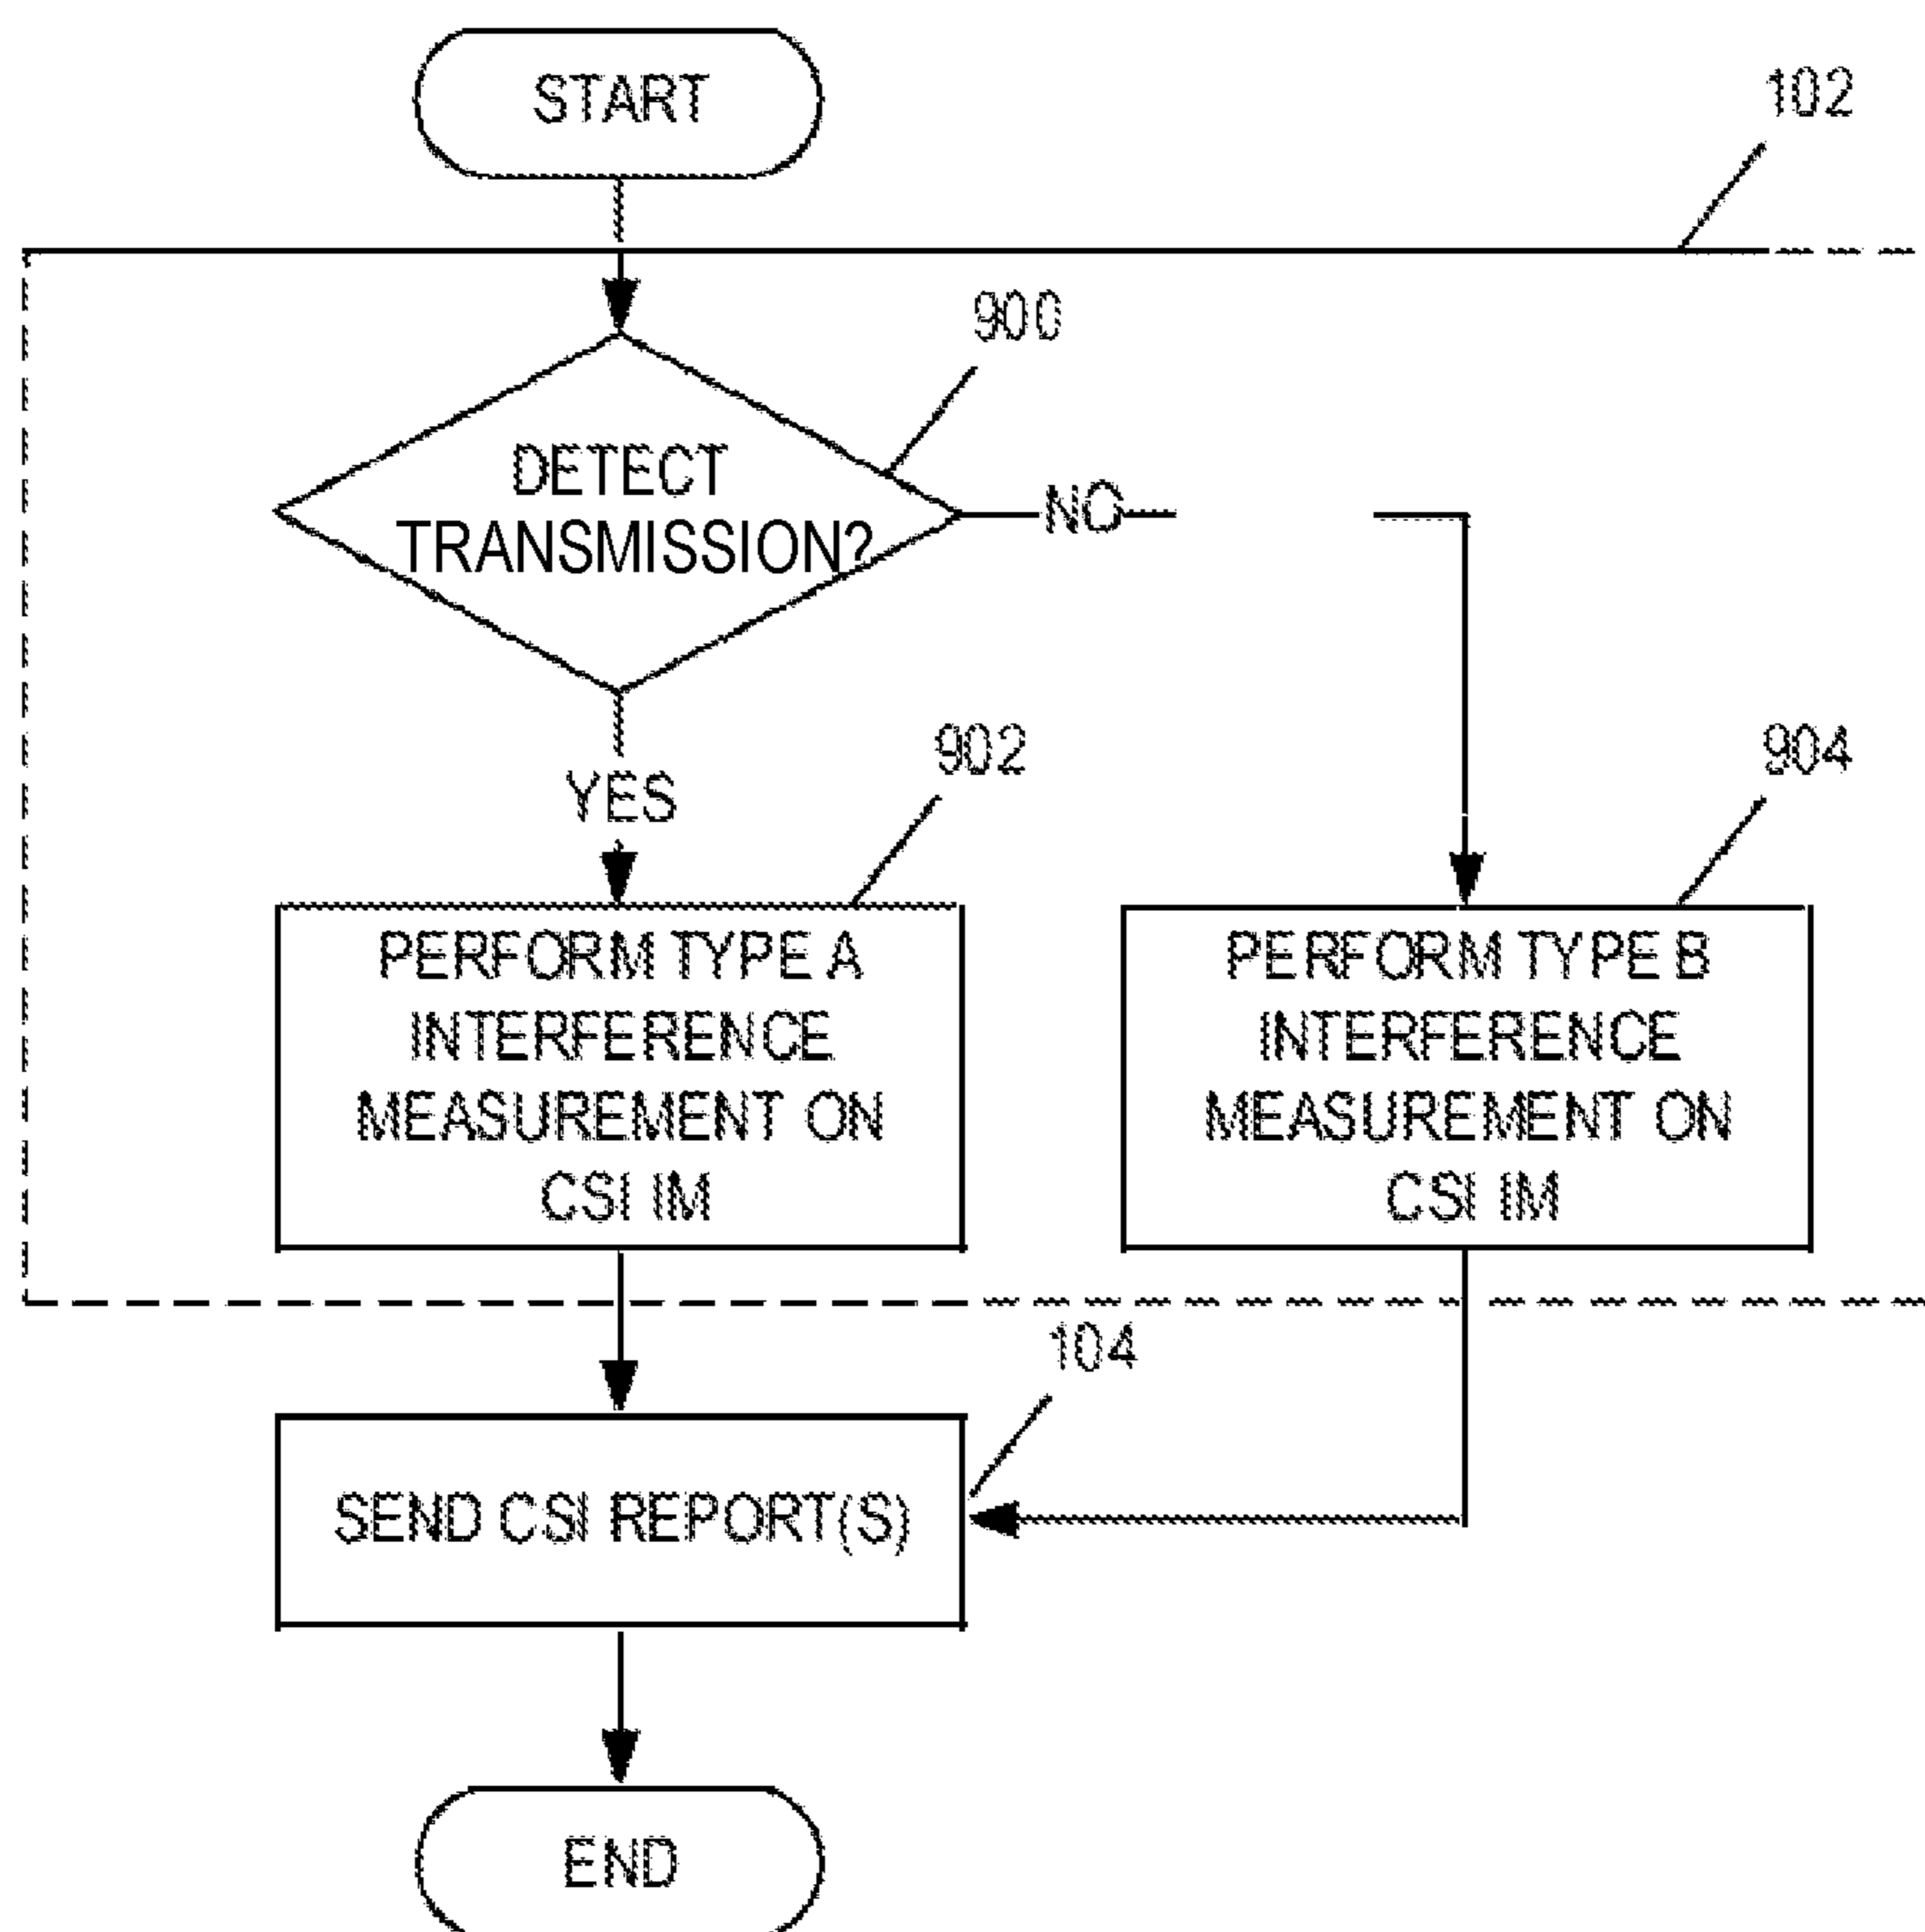 START
102
900
DETECT
TRANSMISSION?
NO
YES
902
904
PERFORM TYPE A
INTERFERENCE
MEASUREMENT ON
CSI IM
PERFORM TYPE B
INTERFERENCE
MEASUREMENT ON
CSI IM
104
SEND CSI REPORT(S)
END